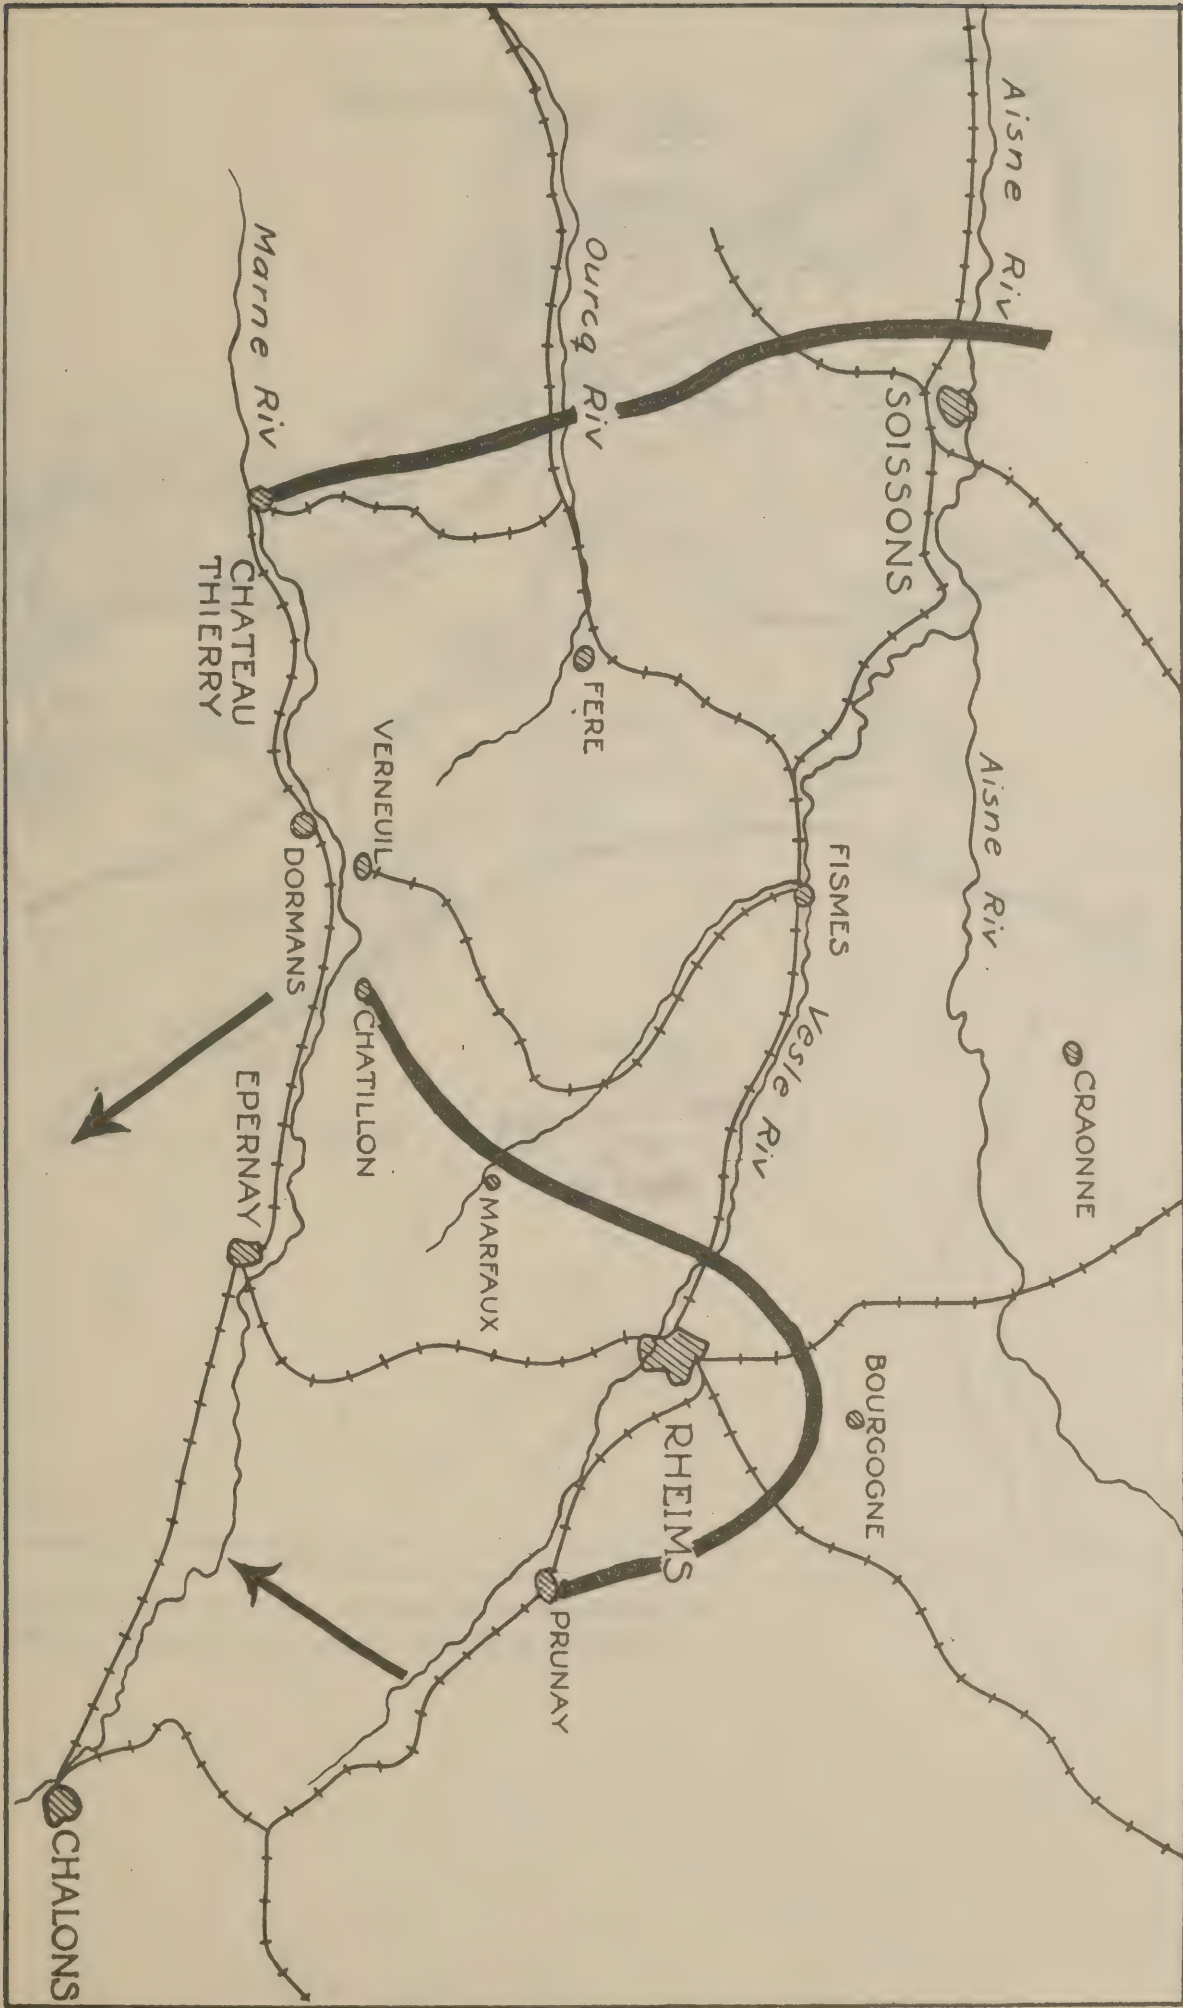 Aisne Riv
Ourcq Riv
Marne Riv
SOISSONS
CHATEAU
THIERRY
FERE
VERNEUIL
DORMANS
FISMES
Aisne Riv
Vesle Riv
CRAONNE
CHATILLON
EPERNAY
MARFAUX
BOURGOGNE
RHEIMS
PRUNAY
CHALONS